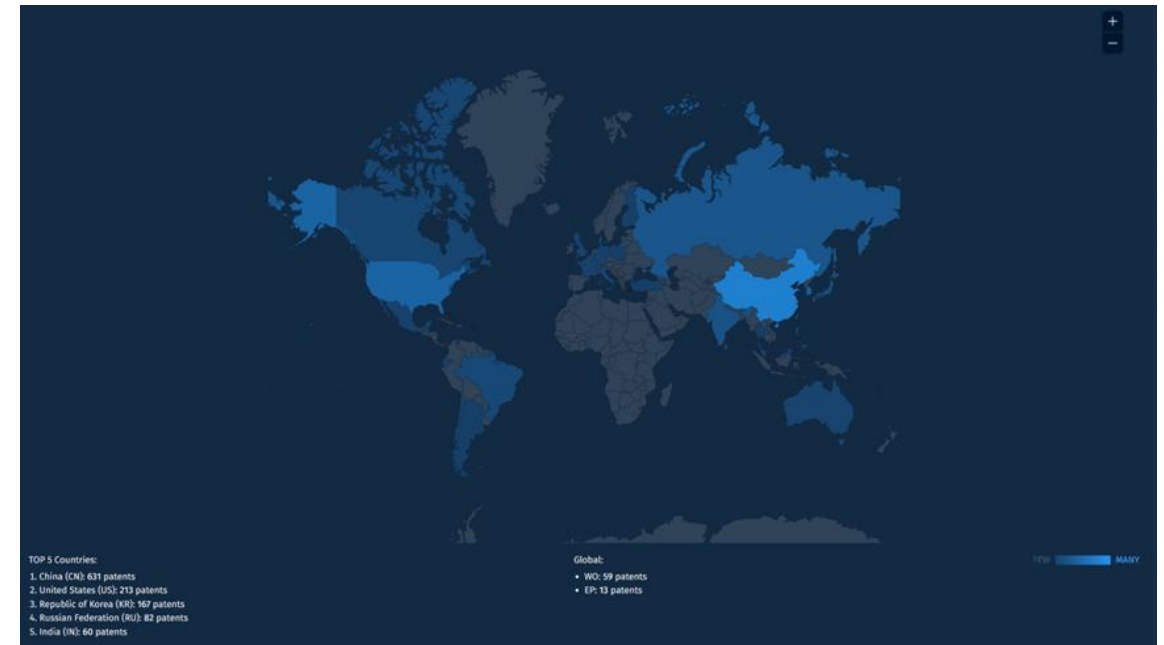 +
−
TOP 5 Countries:
1. China (CN): 631 patents
2. United States (US): 213 patents
3. Republic of Korea (KR): 167 patents
4. Russian Federation (RU): 82 patents
5. India (IN): 60 patents
Global:
• WO: 59 patents
• EP: 13 patents
FEW MANY